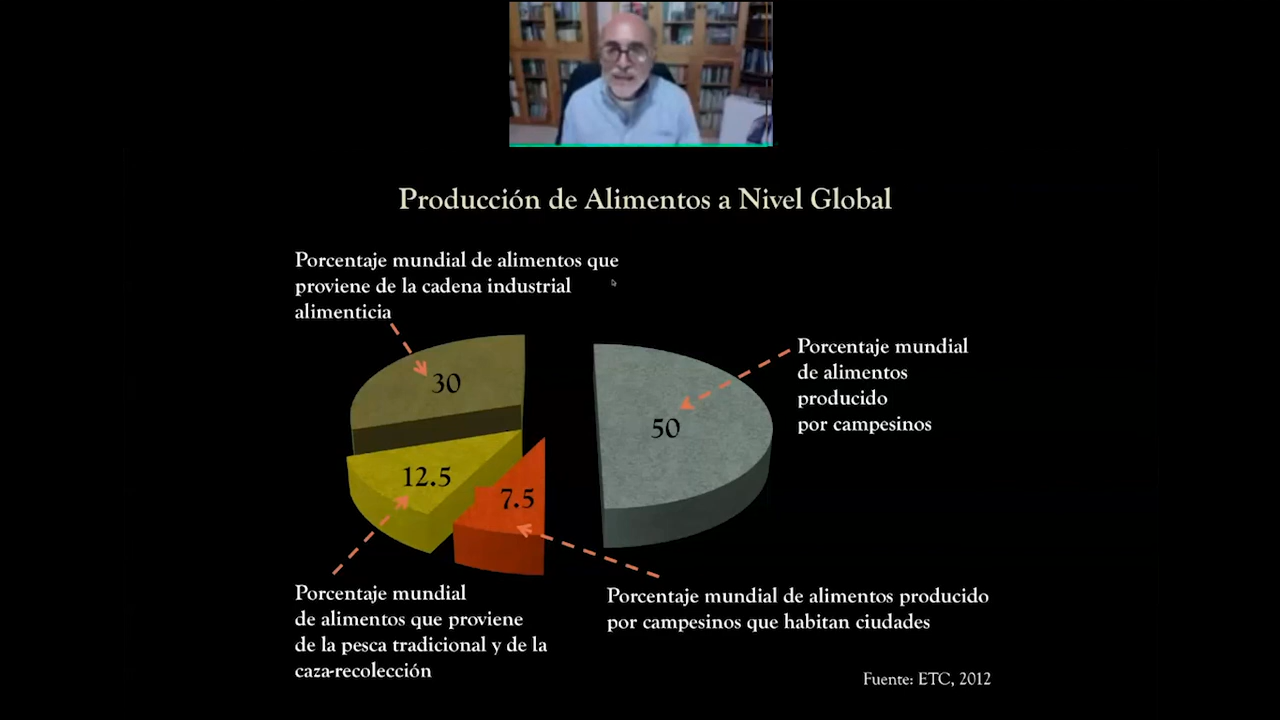 Producción de Alimentos a Nivel Global
Porcentaje mundial de alimentos que
proviene de la cadena industrial
alimenticia
30
Porcentaje mundial
de alimentos
producido
por campesinos
50
12.5
7.5
Porcentaje mundial
de alimentos que proviene
de la pesca tradicional y de la
caza-recolección
Porcentaje mundial de alimentos producido
por campesinos que habitan ciudades
Fuente: ETC, 2012